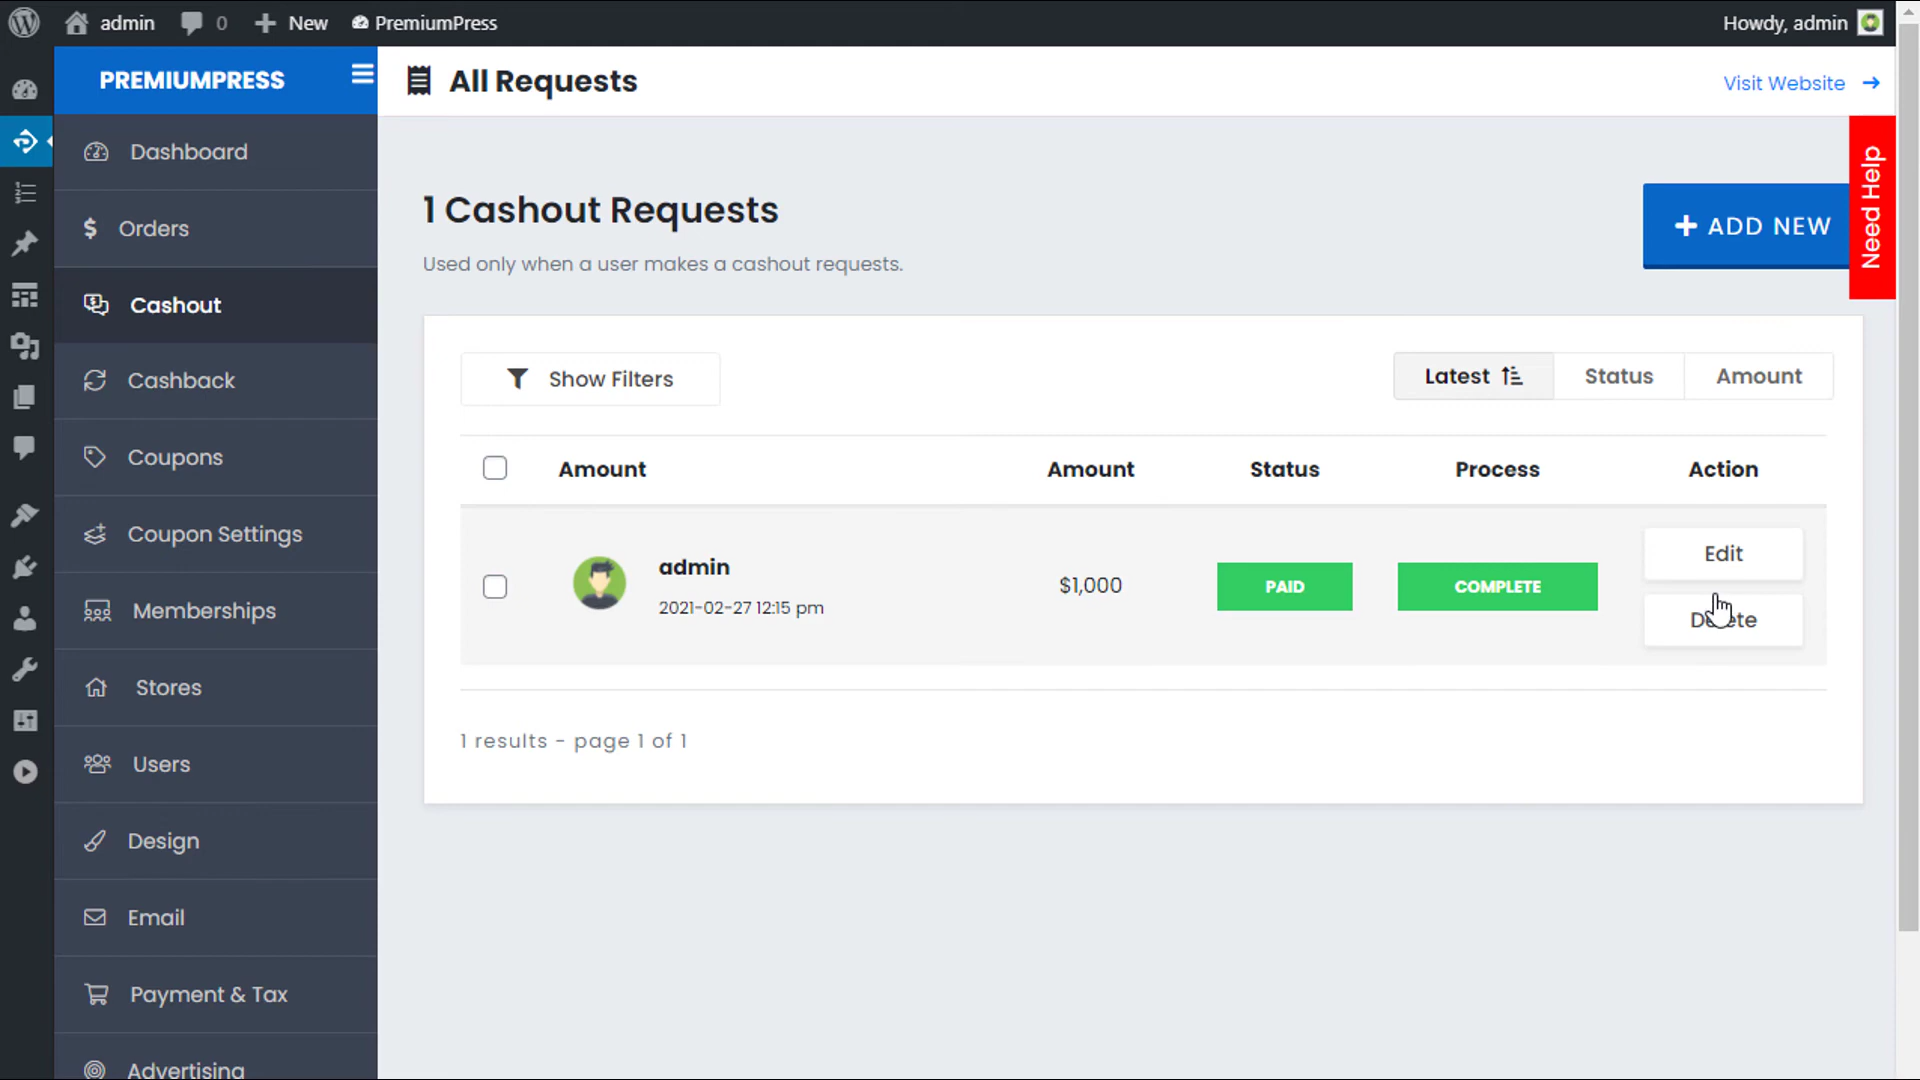 admin
0
New
PremiumPress
Howdy, admin
PREMIUMPRESS
All Requests
Visit Website
Need Help
Dashboard
Orders
Cashout
Cashback
Coupons
Coupon Settings
Memberships
Stores
Users
Design
Email
Payment & Tax
Advertising
1 Cashout Requests
Used only when a user makes a cashout requests.
ADD NEW
Show Filters
Latest
Status
Amount
Amount Amount Status Process Action
admin
2021-02-27 12:15 pm
$1,000
PAID
COMPLETE
Edit
Delete
1 results - page 1 of 1